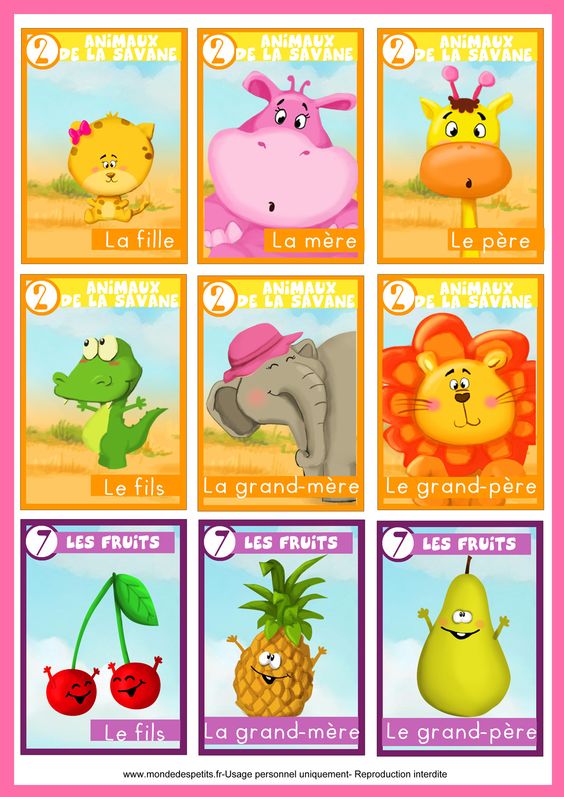 2 ANIMAUX
DE LA SAVANE
La fille
2 ANIMAUX
DE LA SAVANE
La mère
2 ANIMAUX
DE LA SAVANE
Le père
2 ANIMAUX
DE LA SAVANE
Le fils
2 ANIMAUX
DE LA SAVANE
La grand-mère
2 ANIMAUX
DE LA SAVANE
Le grand-père
7 LES FRUITS
Le fils
7 LES FRUITS
La grand-mère
7 LES FRUITS
Le grand-père
www.mondedespetits.fr-Usage personnel uniquement- Reproduction interdite